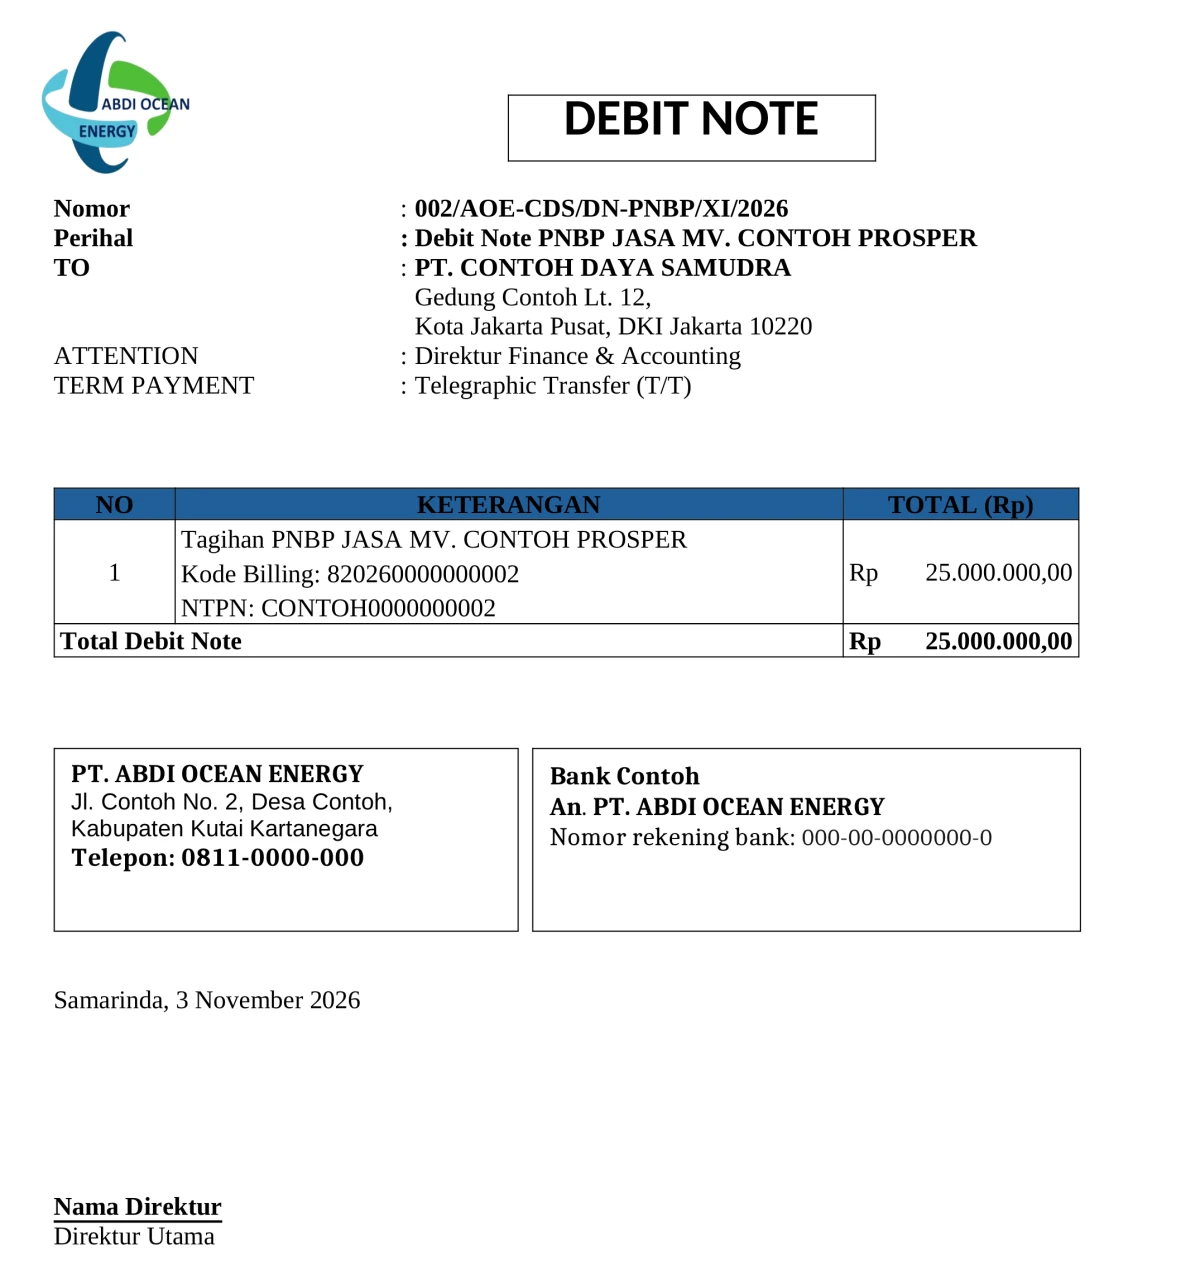 ABDI OCEAN
ENERGY
DEBIT NOTE
Nomor : 002/AOE-CDS/DN-PNBP/XI/2026
Perihal : Debit Note PNBP JASA MV. CONTOH PROSPER
TO : PT. CONTOH DAYA SAMUDRA
Gedung Contoh Lt. 12,
Kota Jakarta Pusat, DKI Jakarta 10220
ATTENTION : Direktur Finance & Accounting
TERM PAYMENT : Telegraphic Transfer (T/T)
NO KETERANGAN TOTAL (Rp)
Tagihan PNBP JASA MV. CONTOH PROSPER
1 Kode Billing: 820260000000002 Rp 25.000.000,00
NTPN: CONTOH0000000002
Total Debit Note Rp 25.000.000,00
PT. ABDI OCEAN ENERGY
Jl. Contoh No. 2, Desa Contoh,
Kabupaten Kutai Kartanegara
Telepon: 0811-0000-000
Bank Contoh
An. PT. ABDI OCEAN ENERGY
Nomor rekening bank: 000-00-0000000-0
Samarinda, 3 November 2026
Nama Direktur
Direktur Utama